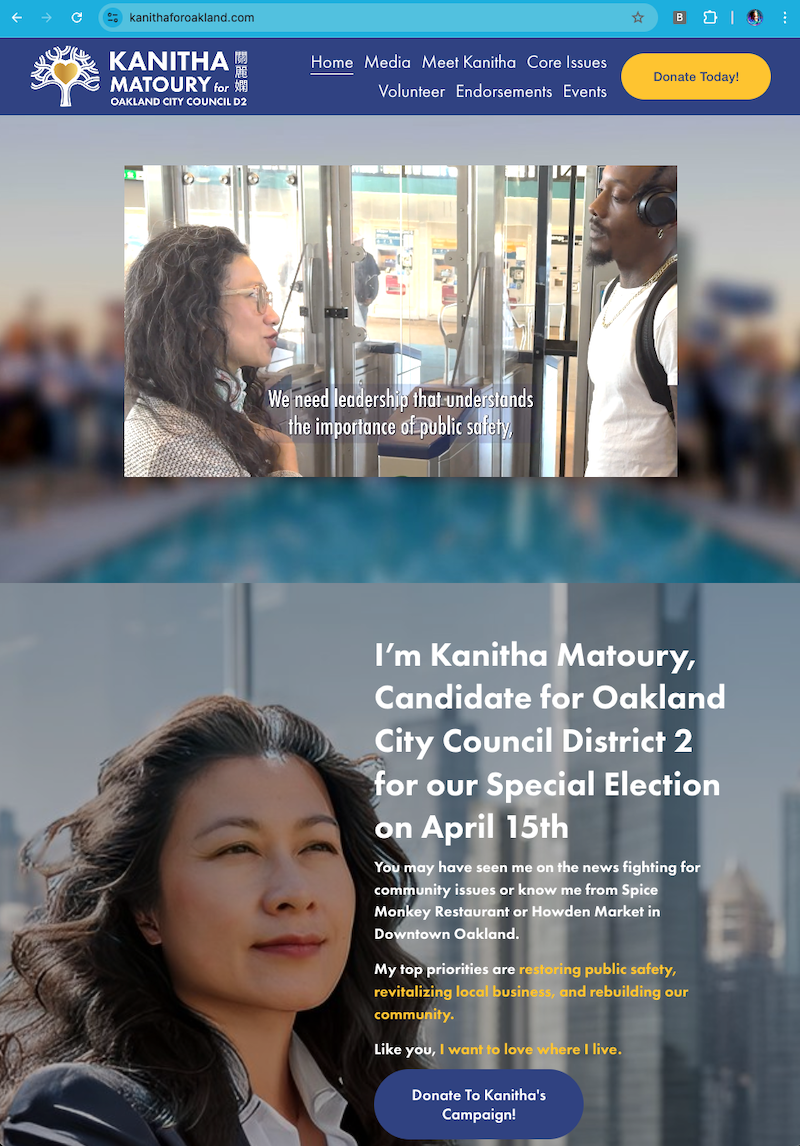 kanithaforoakland.com
B
KANITHA
MATOURY for
關麗嫻
OAKLAND CITY COUNCIL D2
Home Media Meet Kanitha Core Issues
Volunteer Endorsements Events
Donate Today!
We need leadership that understands
the importance of public safety,
I’m Kanitha Matoury,
Candidate for Oakland
City Council District 2
for our Special Election
on April 15th
You may have seen me on the news fighting for
community issues or know me from Spice
Monkey Restaurant or Howden Market in
Downtown Oakland.
My top priorities are restoring public safety,
revitalizing local business, and rebuilding our
community.
Like you, I want to love where I live.
Donate To Kanitha's
Campaign!